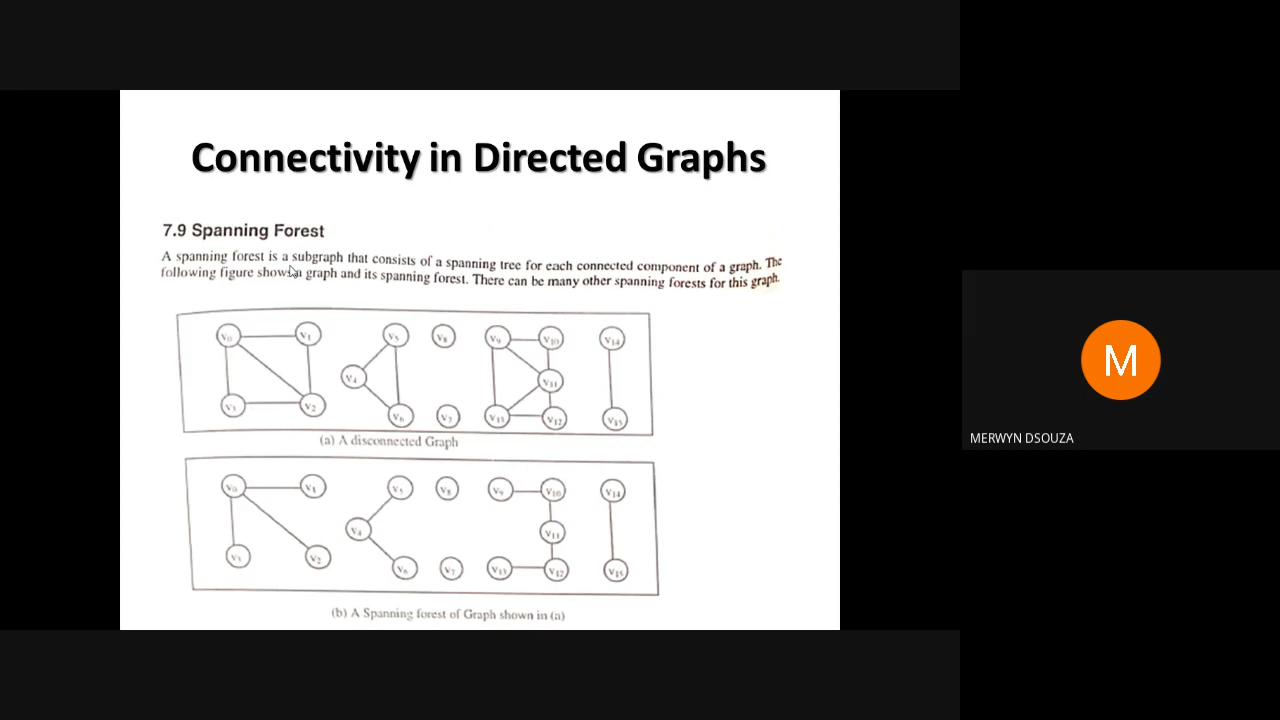 Connectivity in Directed Graphs
7.9 Spanning Forest
A spanning forest is a subgraph that consists of a spanning tree for each connected component of a graph. The
following figure shows a graph and its spanning forest. There can be many other spanning forests for this graph.
V0 V1 V5 V8 V9 V10 V14
V4 V11
V3 V2 V6 V7 V13 V12 V15
(a) A disconnected Graph
V0 V1 V5 V8 V9 V10 V14
V4 V11
V3 V2 V6 V7 V13 V12 V15
(b) A Spanning forest of Graph shown in (a)
M
MERWYN DSOUZA